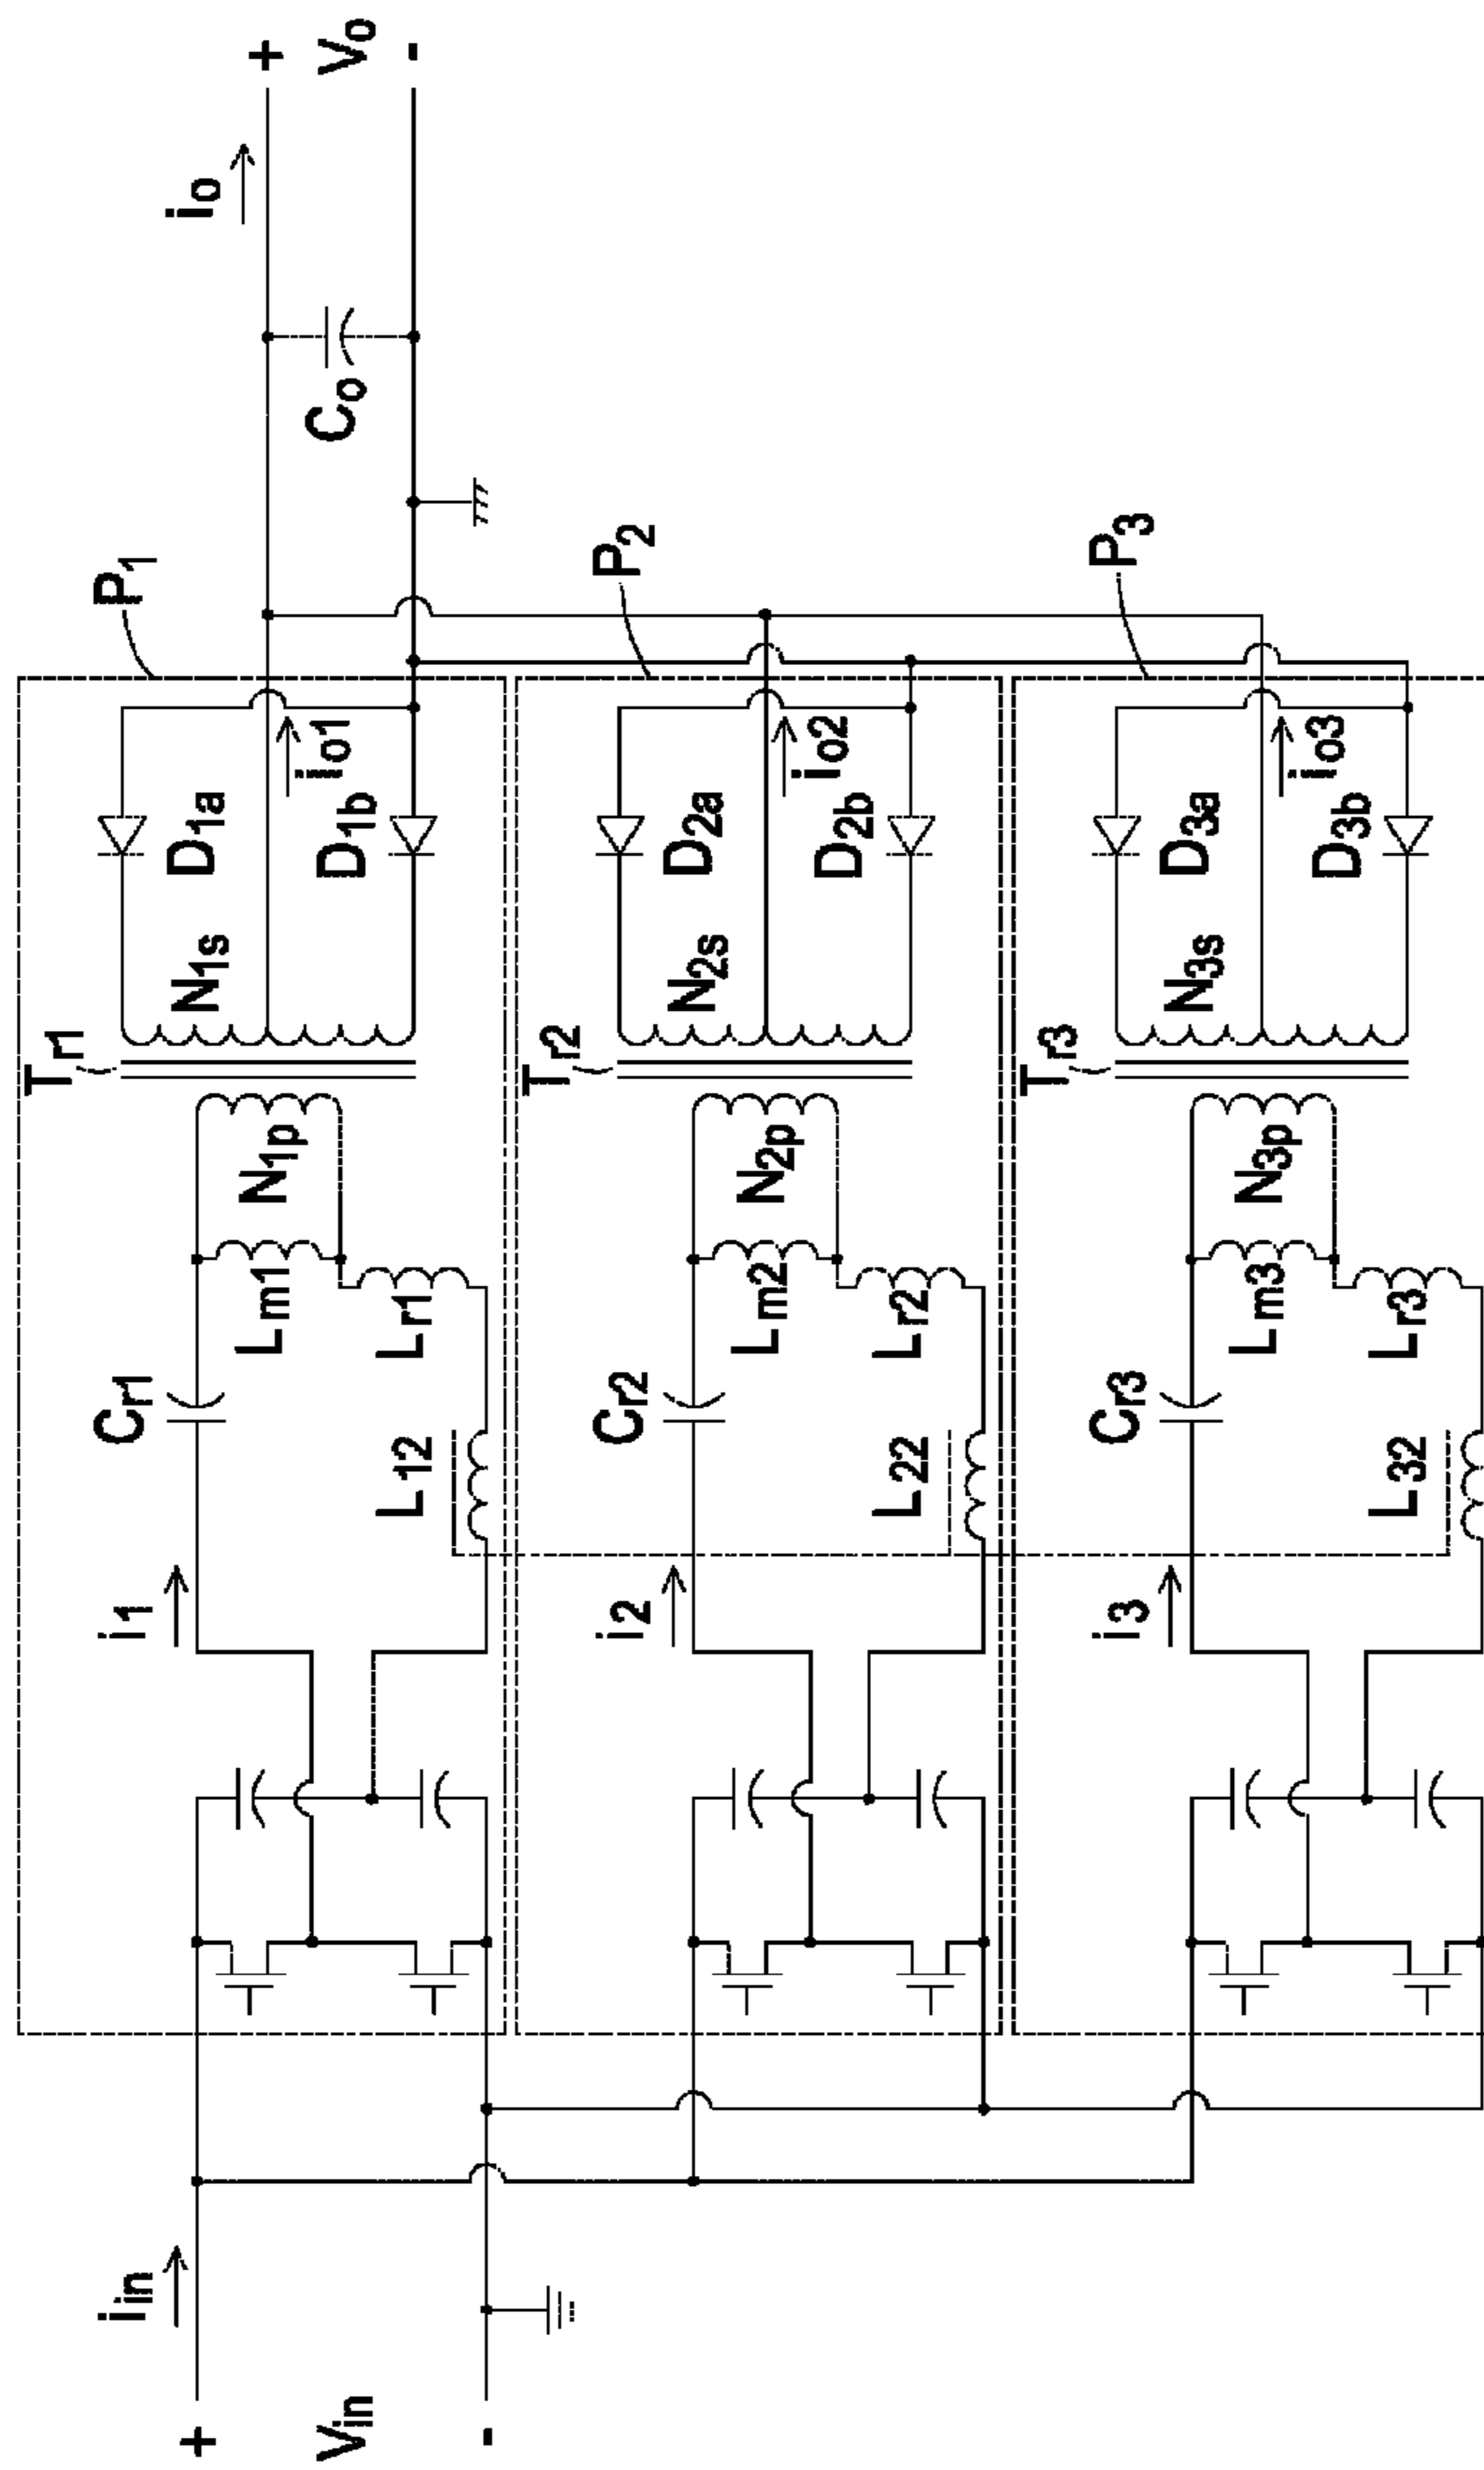 +
Vin
-
iin
i1
Cr1
Lm1
N1p
Lr1
L12
Tr1
N1s
D1a
D1b
io1
P1
i2
Cr2
Lm2
N2p
Lr2
L22
Tr2
N2s
D2a
D2b
io2
P2
i3
Cr3
Lm3
N3p
Lr3
L32
Tr3
N3s
D3a
D3b
io3
P3
Co
io
+
Vo
-